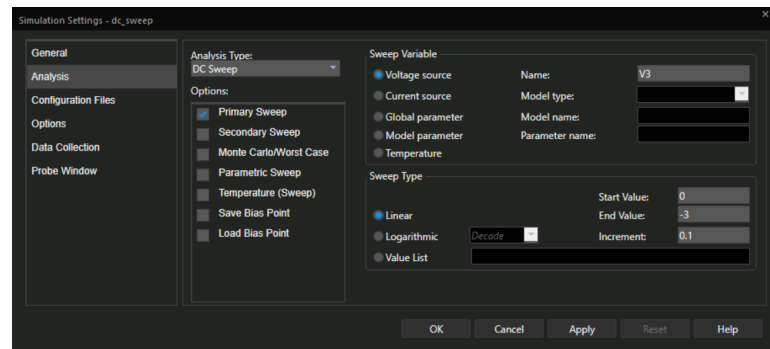 Simulation Settings - dc_sweep
General
Analysis
Configuration Files
Options
Data Collection
Probe Window
Analysis Type:
DC Sweep
Options:
Primary Sweep
Secondary Sweep
Monte Carlo/Worst Case
Parametric Sweep
Temperature (Sweep)
Save Bias Point
Load Bias Point
Sweep Variable
Voltage source Name: V3
Current source Model type:
Global parameter Model name:
Model parameter Parameter name:
Temperature
Sweep Type
Start Value: 0
Linear End Value: -3
Logarithmic Decade Increment: 0.1
Value List
OK Cancel Apply Reset Help